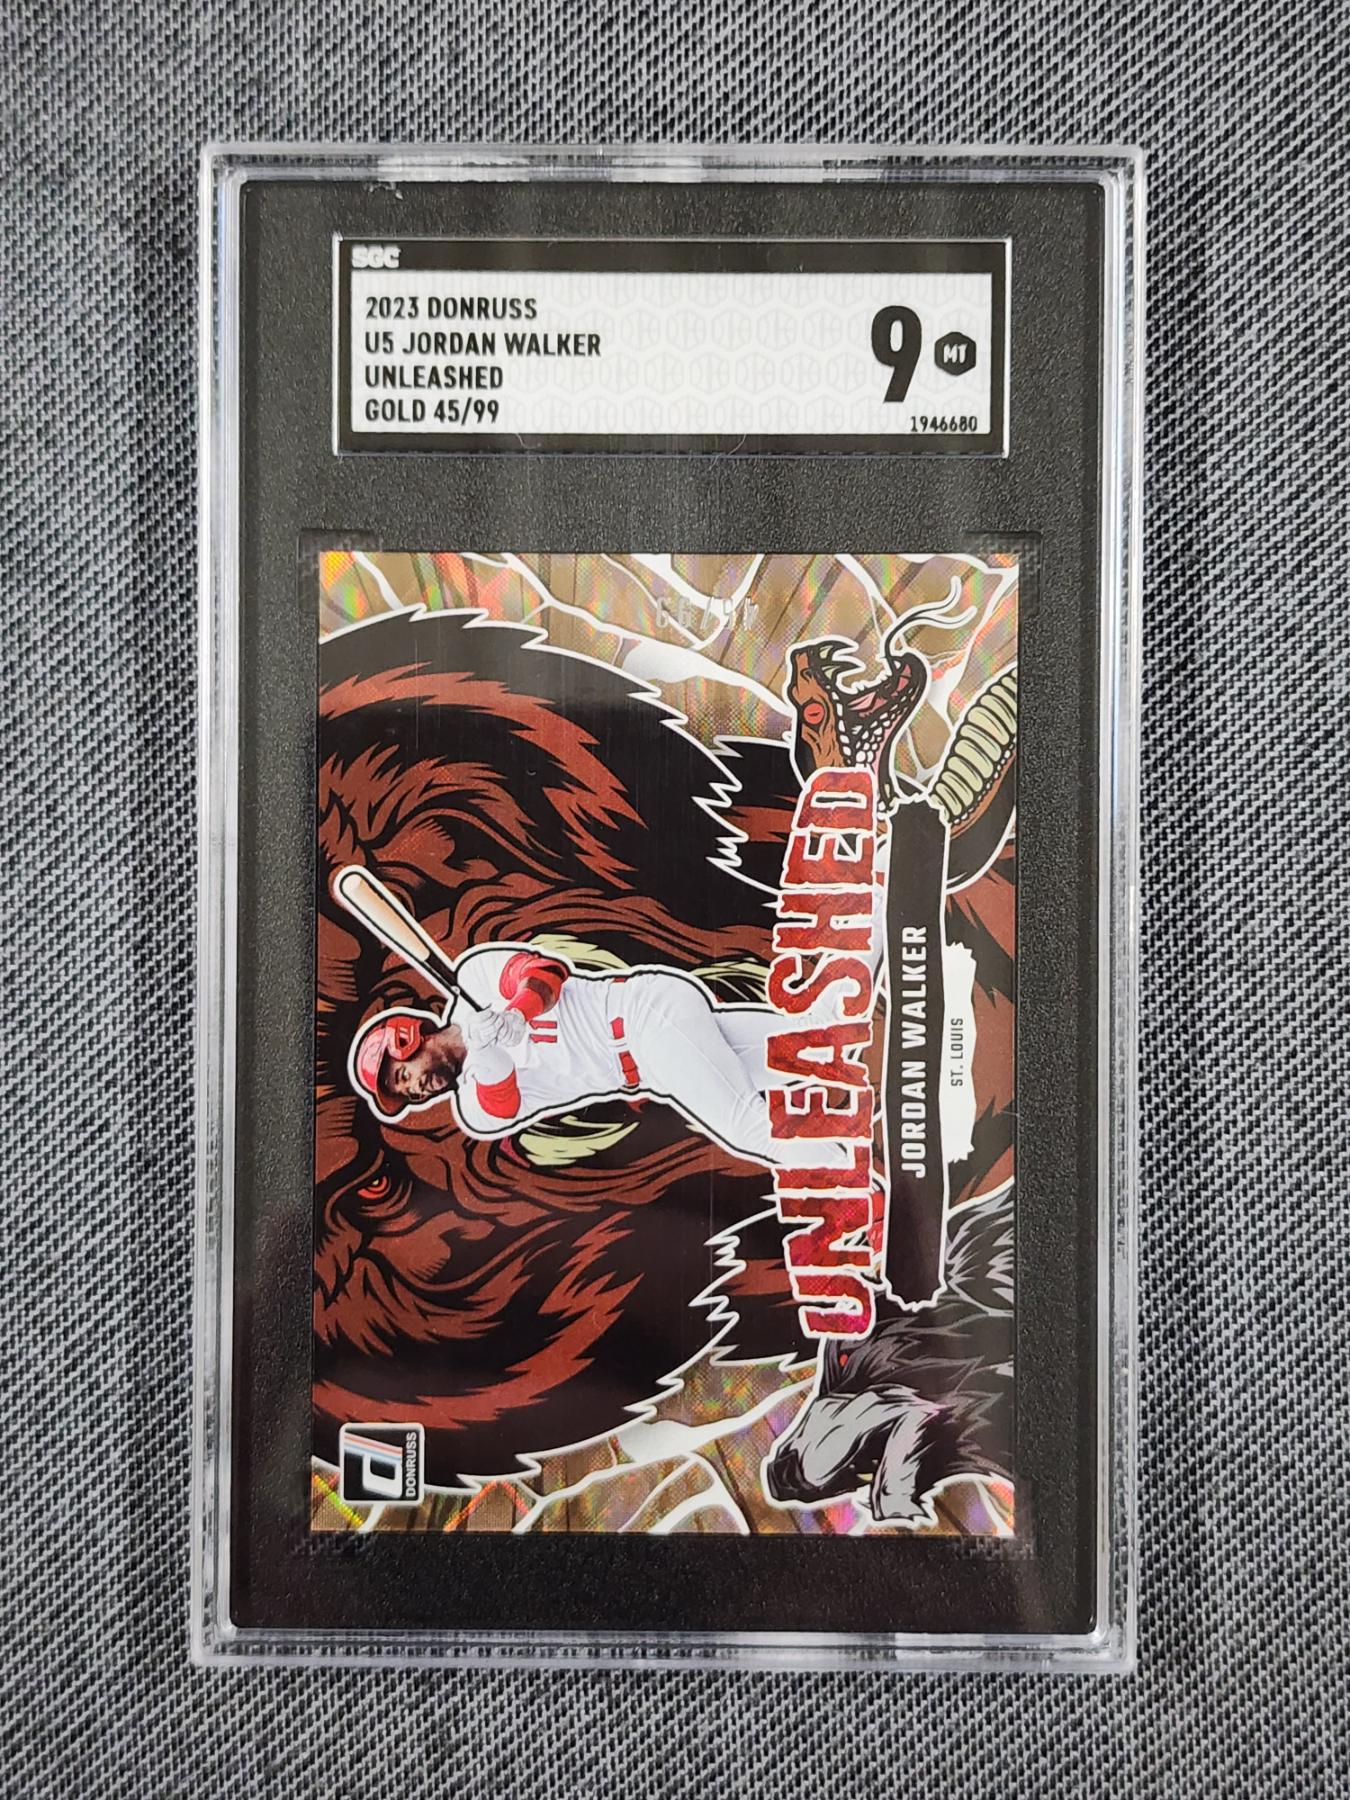 SGC
2023 DONRUSS
U5 JORDAN WALKER
UNLEASHED
GOLD 45/99
9
MT
1946680
45/99
11
UNLEASHED
JORDAN WALKER
ST. LOUIS
d
DONRUSS